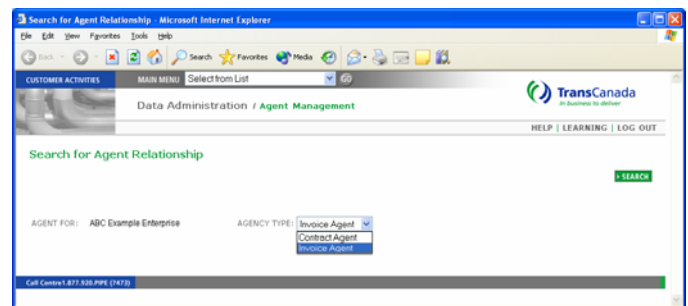 Search for Agent Relationship - Microsoft Internet Explorer
File Edit View Favorites Tools Help
Back Search Favorites Media
CUSTOMER ACTIVITIES MAIN MENU Select from List GO
TransCanada
In business to deliver
Data Administration / Agent Management
HELP | LEARNING | LOG OUT
Search for Agent Relationship
SEARCH
AGENT FOR: ABC Example Enterprise AGENCY TYPE: Invoice Agent
Contract Agent
Invoice Agent
Call Centre1.877.920.PIPE (7473)